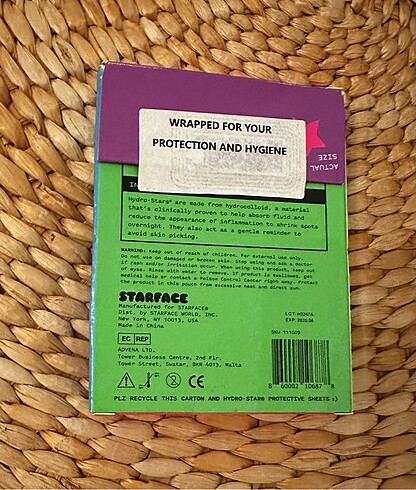 WRAPPED FOR YOUR
PROTECTION AND HYGIENE
ACTUAL
SIZE
Hydro-Stars® are made from hydrocolloid, a material
that's clinically proven to help absorb fluid and
reduce the appearance of inflammation to shrink spots
overnight. They also act as a gentle reminder to
avoid skin picking.
WARNING: Keep out of reach of children. For external use only.
Do not use on damaged or broken skin. Stop using and ask a doctor
if rash and/or irritation occur. When using this product, keep out
of eyes. Rinse with water to remove. If product is swallowed, get
medical help or contact a Poison Control Center right away. Protect
the product in this pouch from excessive heat and direct sun.
STARFACE
Manufactured for STARFACE®
Dist. by STARFACE WORLD, INC.
New York, NY 10013, USA
Made in China
EC REP
ADVENA LTD.
Tower Business Centre, 2nd Flr.
Tower Street, Swatar, BKR 4013, Malta
CE
EXP:
SKU:
8 60002 10687 8
PLZ RECYCLE THIS CARTON AND HYDRO-STAR® PROTECTIVE SHEETS :)